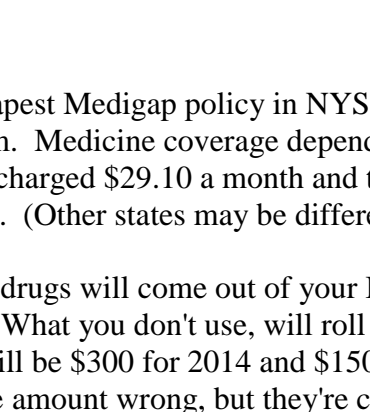 apest Medigap policy in NYS
n. Medicine coverage depend
charged $29.10 a month and t
. (Other states may be differe
drugs will come out of your
What you don't use, will roll
ill be $300 for 2014 and $150
e amount wrong, but they're c